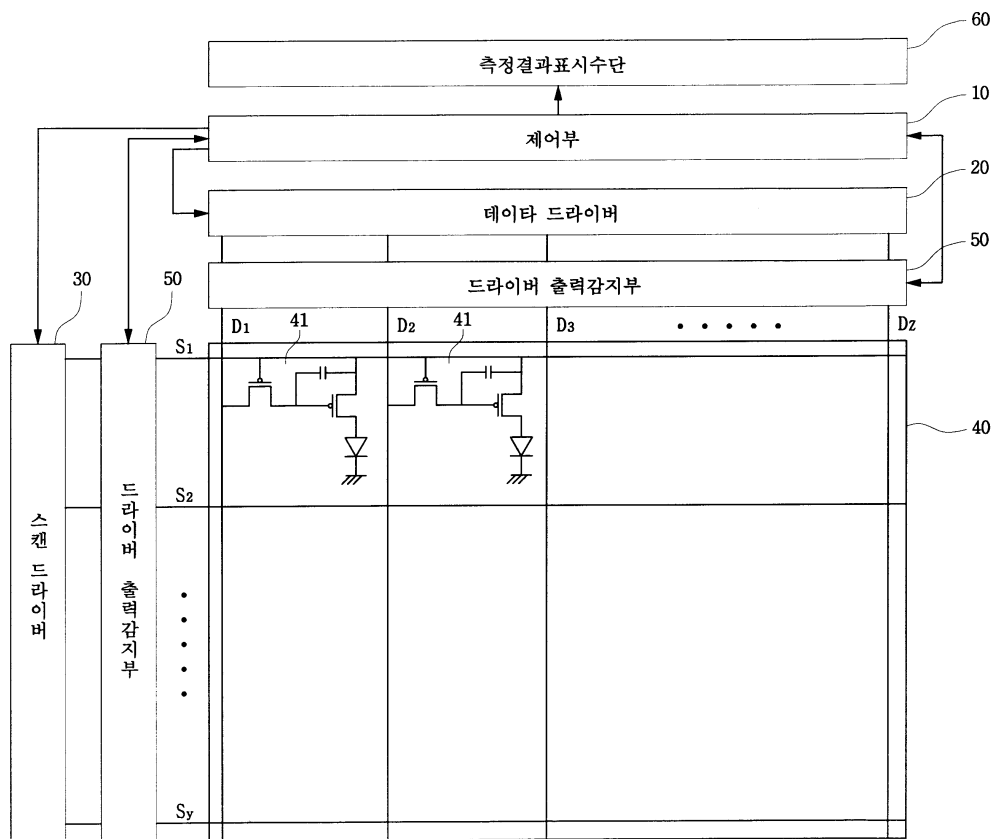 60
측정결과표시수단
10
제어부
20
데이타 드라이버
50
드라이버 출력감지부
30
50
D1
41
D2
41
D3
• • • • •
DZ
S1
40
S2
스캔 드라이버
드라이버 출력감지부
Sy